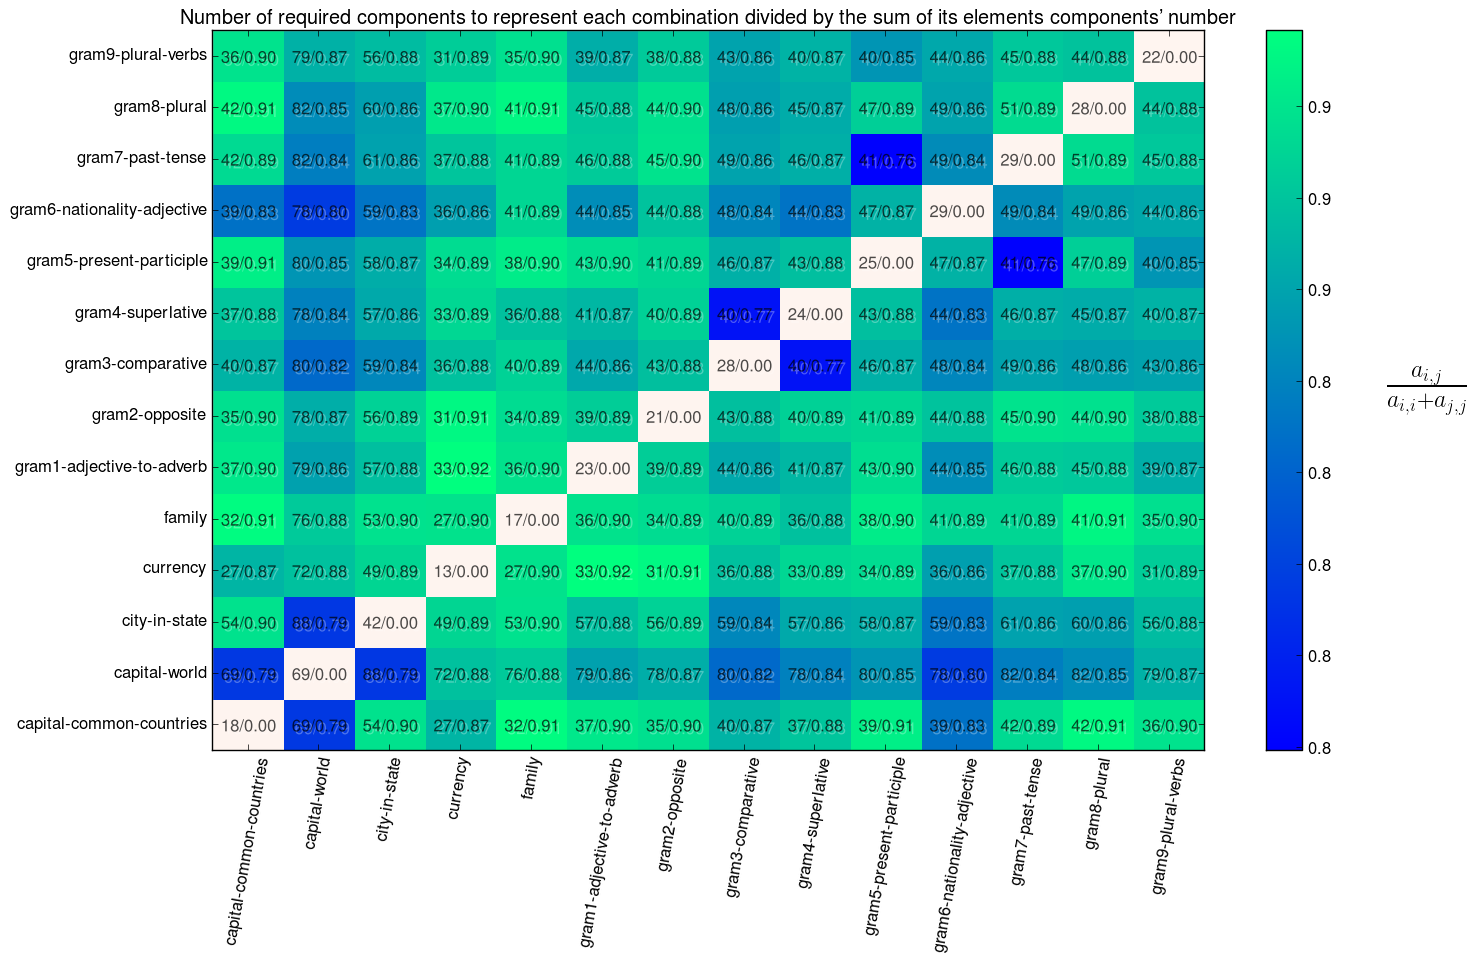 Number of required components to represent each combination divided by the sum of its elements components' number
gram9-plural-verbs 36/0.90 79/0.87 56/0.88 31/0.89 35/0.90 39/0.87 38/0.88 43/0.86 40/0.87 40/0.85 44/0.86 45/0.88 44/0.88 22/0.00
gram8-plural 42/0.91 82/0.85 60/0.86 37/0.90 41/0.91 45/0.88 44/0.90 48/0.86 45/0.87 47/0.89 49/0.86 51/0.89 28/0.00 44/0.88
0.9
gram7-past-tense 42/0.89 82/0.84 61/0.86 37/0.88 41/0.89 46/0.88 45/0.90 49/0.86 46/0.87 41/0.76 49/0.84 29/0.00 51/0.89 45/0.88
0.9
gram6-nationality-adjective 39/0.83 78/0.80 59/0.83 36/0.86 41/0.89 44/0.85 44/0.88 48/0.84 44/0.83 47/0.87 29/0.00 49/0.84 49/0.86 44/0.86
gram5-present-participle 39/0.91 80/0.85 58/0.87 34/0.89 38/0.90 43/0.90 41/0.89 46/0.87 43/0.88 25/0.00 47/0.87 41/0.76 47/0.89 40/0.85
0.9
gram4-superlative 37/0.88 78/0.84 57/0.86 33/0.89 36/0.88 41/0.87 40/0.89 40/0.77 24/0.00 43/0.88 44/0.83 46/0.87 45/0.87 40/0.87
gram3-comparative 40/0.87 80/0.82 59/0.84 36/0.88 40/0.89 44/0.86 43/0.88 28/0.00 40/0.77 46/0.87 48/0.84 49/0.86 48/0.86 43/0.86
0.8
a_{i,j}
a_{i,i}+a_{j,j}
gram2-opposite 35/0.90 78/0.87 56/0.89 31/0.91 34/0.89 39/0.89 21/0.00 43/0.88 40/0.89 41/0.89 44/0.88 45/0.90 44/0.90 38/0.88
gram1-adjective-to-adverb 37/0.90 79/0.86 57/0.88 33/0.92 36/0.90 23/0.00 39/0.89 44/0.86 41/0.87 43/0.90 44/0.85 46/0.88 45/0.88 39/0.87
0.8
family 32/0.91 76/0.88 53/0.90 27/0.90 17/0.00 36/0.90 34/0.89 40/0.89 36/0.88 38/0.90 41/0.89 41/0.89 41/0.91 35/0.90
currency 27/0.87 72/0.88 49/0.89 13/0.00 27/0.90 33/0.92 31/0.91 36/0.88 33/0.89 34/0.89 36/0.86 37/0.88 37/0.90 31/0.89
0.8
city-in-state 54/0.90 88/0.79 42/0.00 49/0.89 53/0.90 57/0.88 56/0.89 59/0.84 57/0.86 58/0.87 59/0.83 61/0.86 60/0.86 56/0.88
0.8
capital-world 69/0.79 69/0.00 88/0.79 72/0.88 76/0.88 79/0.86 78/0.87 80/0.82 78/0.84 80/0.85 78/0.80 82/0.84 82/0.85 79/0.87
capital-common-countries 18/0.00 69/0.79 54/0.90 27/0.87 32/0.91 37/0.90 35/0.90 40/0.87 37/0.88 39/0.91 39/0.83 42/0.89 42/0.91 36/0.90
0.8
capital-common-countries
capital-world
city-in-state
currency
family
gram1-adjective-to-adverb
gram2-opposite
gram3-comparative
gram4-superlative
gram5-present-participle
gram6-nationality-adjective
gram7-past-tense
gram8-plural
gram9-plural-verbs